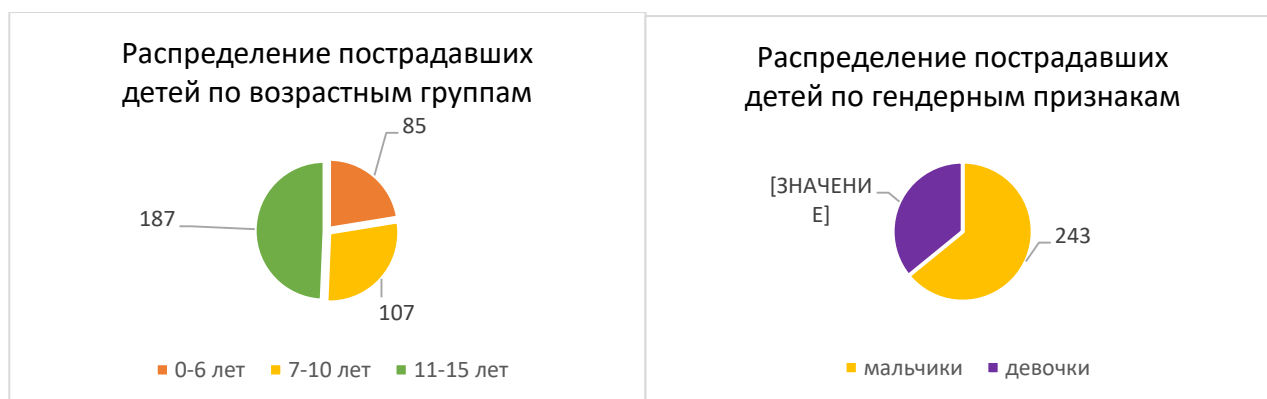 Распределение пострадавших
детей по возрастным группам
85
187
107
0-6 лет 7-10 лет 11-15 лет
Распределение пострадавших
детей по гендерным признакам
[ЗНАЧЕНИ
Е]
243
мальчики девочки